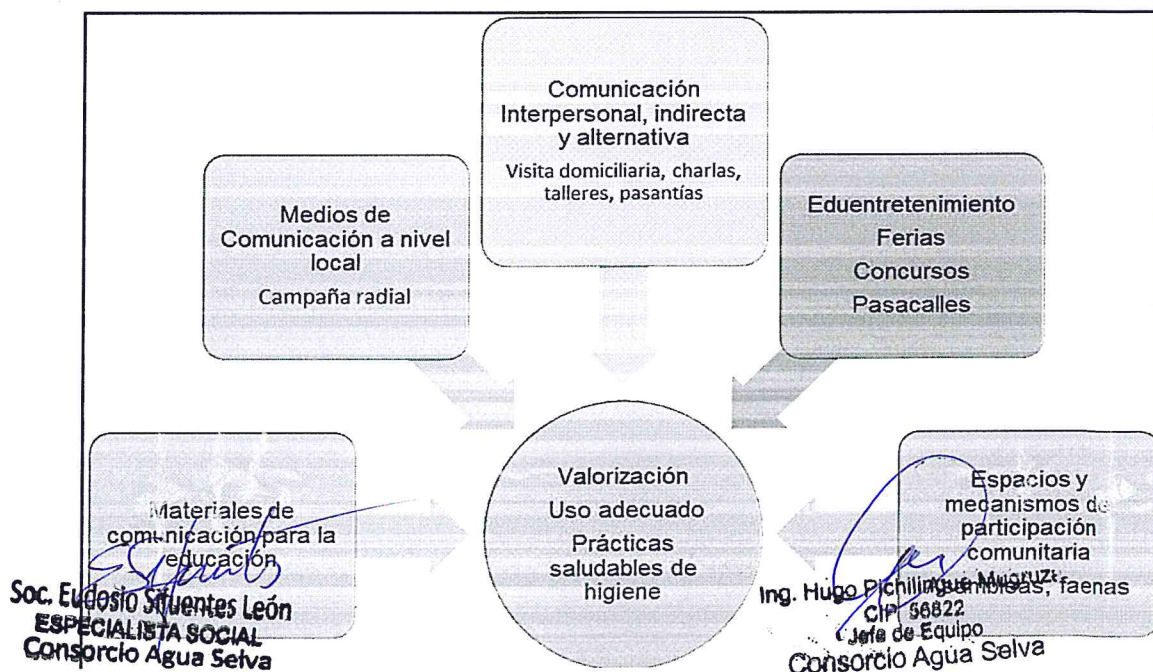 Comunicación
Interpersonal, indirecta
y alternativa
Visita domiciliaria, charlas,
talleres, pasantías
Medios de
Comunicación a nivel
local
Campaña radial
Eduentretenimiento
Ferias
Concursos
Pasacalles
Valorización
Uso adecuado
Prácticas
saludables de
higiene
Materiales de
comunicación para la
educación
Espacios y
mecanismos de
participación
comunitaria
faenas
Soc. Eudosio Sifuentes León
ESPECIALISTA SOCIAL
Consorcio Agua Selva
Ing. Hugo
CIP. 56822
Jefe de Equipo
Consorcio Agua Selva